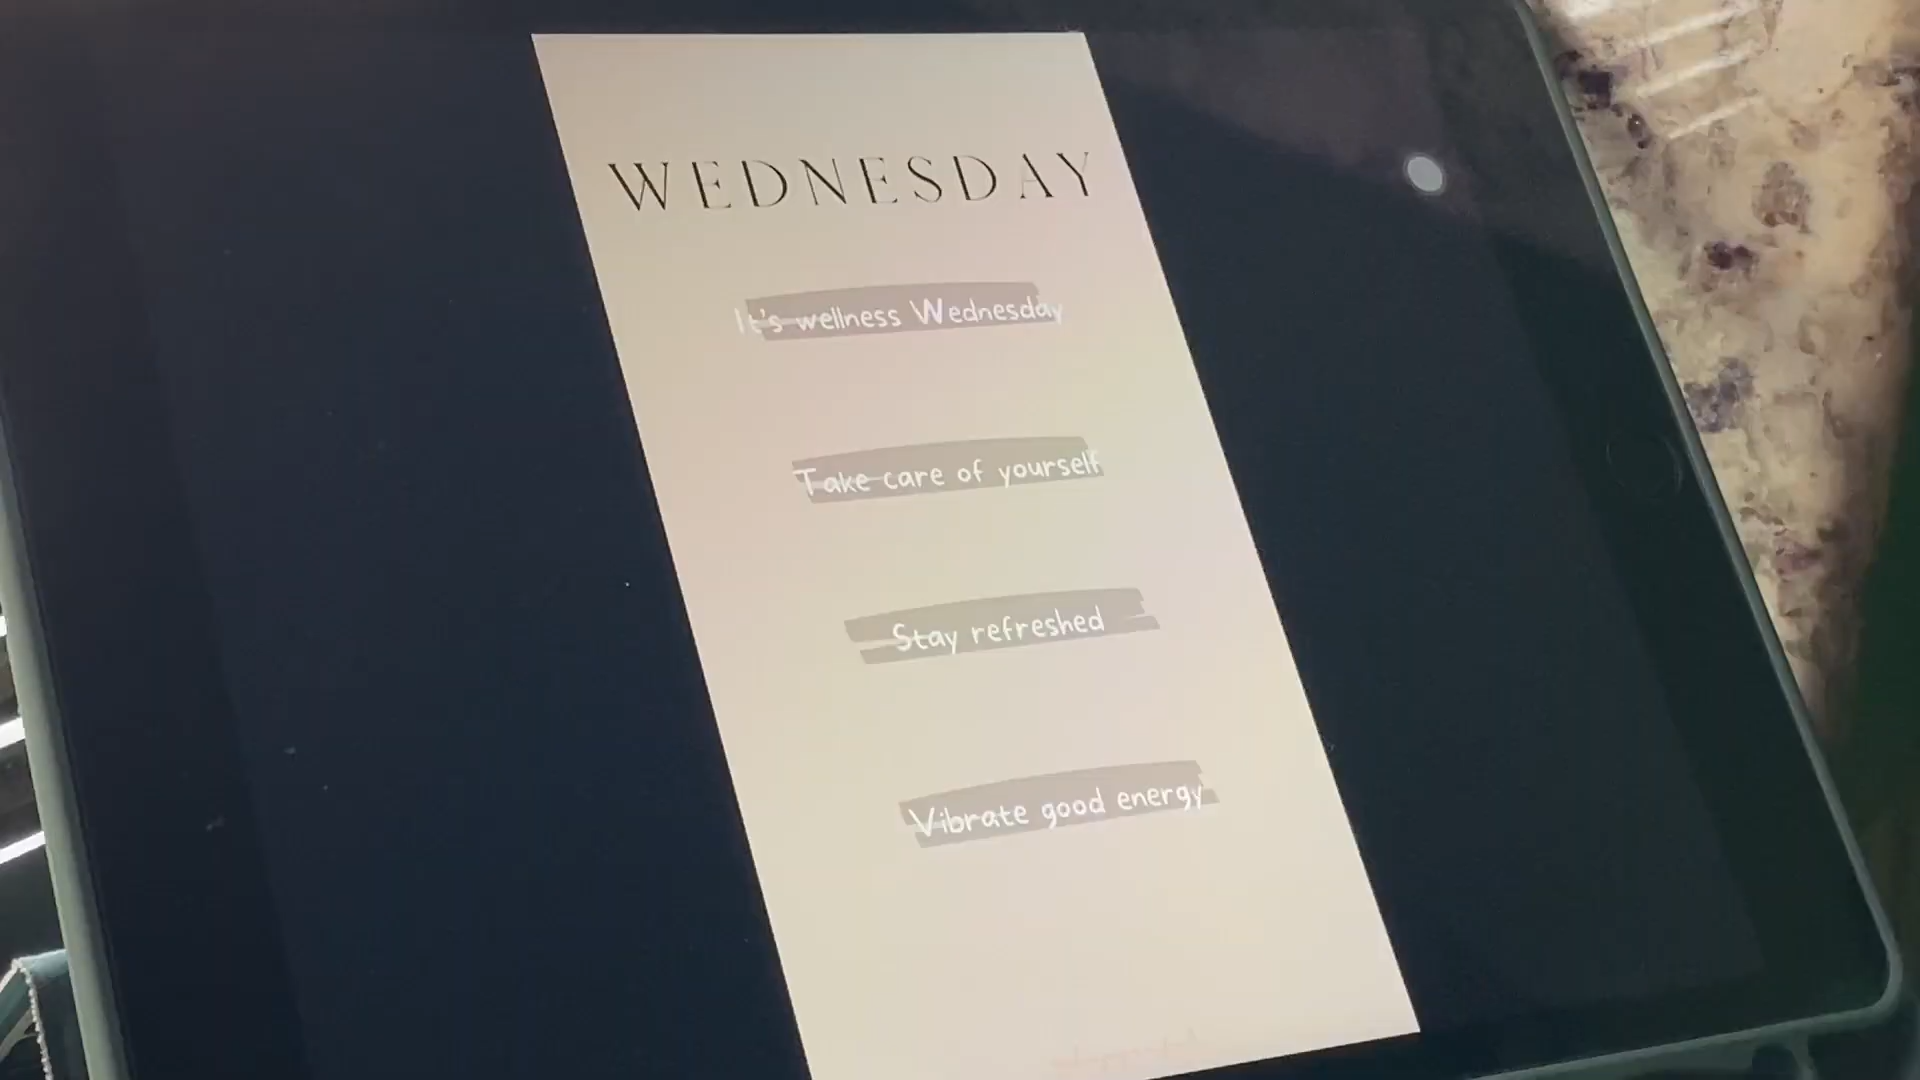 WEDNESDAY
It's wellness Wednesday
Take care of yourself
Stay refreshed
Vibrate good energy